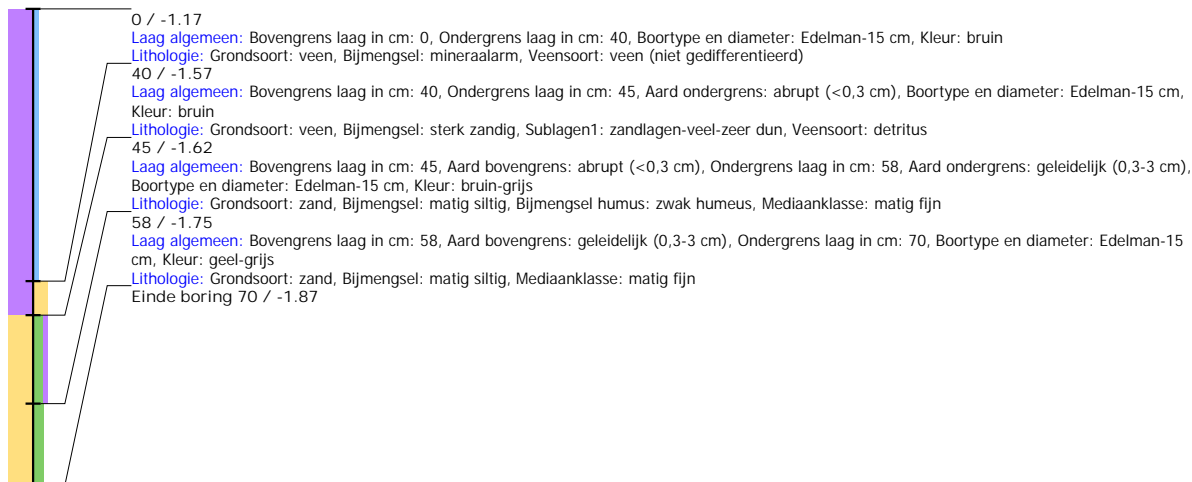 0 / -1.17
Laag algemeen: Bovengrens laag in cm: 0, Ondergrens laag in cm: 40, Boortype en diameter: Edelman-15 cm, Kleur: bruin
Lithologie: Grondsoort: veen, Bijmengsel: mineraalarm, Veensoort: veen (niet gedifferentieerd)
40 / -1.57
Laag algemeen: Bovengrens laag in cm: 40, Ondergrens laag in cm: 45, Aard ondergrens: abrupt (<0,3 cm), Boortype en diameter: Edelman-15 cm,
Kleur: bruin
Lithologie: Grondsoort: veen, Bijmengsel: sterk zandig, Sublagen1: zandlagen-veel-zeer dun, Veensoort: detritus
45 / -1.62
Laag algemeen: Bovengrens laag in cm: 45, Aard bovengrens: abrupt (<0,3 cm), Ondergrens laag in cm: 58, Aard ondergrens: geleidelijk (0,3-3 cm),
Boortype en diameter: Edelman-15 cm, Kleur: bruin-grijs
Lithologie: Grondsoort: zand, Bijmengsel: matig siltig, Bijmengsel humus: zwak humeus, Mediaanklasse: matig fijn
58 / -1.75
Laag algemeen: Bovengrens laag in cm: 58, Aard bovengrens: geleidelijk (0,3-3 cm), Ondergrens laag in cm: 70, Boortype en diameter: Edelman-15
cm, Kleur: geel-grijs
Lithologie: Grondsoort: zand, Bijmengsel: matig siltig, Mediaanklasse: matig fijn
Einde boring 70 / -1.87